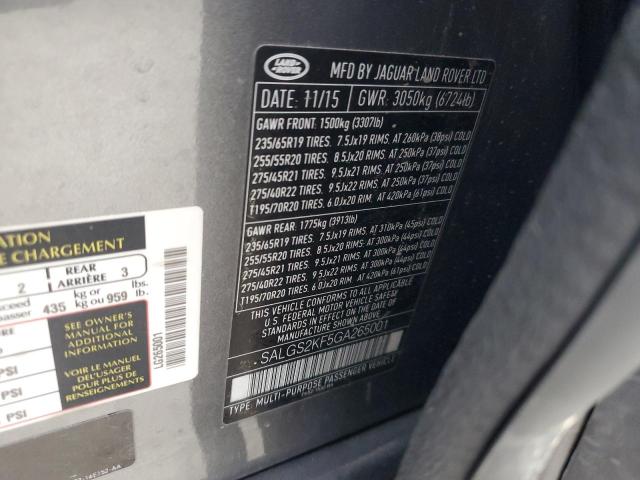 LAND ROVER
MFD BY JAGUAR LAND ROVER LTD
DATE: 11/15 GWR: 3050kg (6724lb)
GAWR FRONT: 1500kg (3307lb)
235/65R19 TIRES. 7.5Jx19 RIMS. AT 260kPa (38psi) COLD
255/55R20 TIRES. 8.5Jx20 RIMS. AT 250kPa (37psi) COLD
275/45R21 TIRES. 9.5Jx21 RIMS. AT 250kPa (37psi) COLD
275/40R22 TIRES. 9.5Jx22 RIMS. AT 250kPa (37psi) COLD
T195/70R20 TIRES. 6.0Jx20 RIM. AT 420kPa (61psi) COLD
GAWR REAR: 1775kg (3913lb)
235/65R19 TIRES. 7.5Jx19 RIMS. AT 310kPa (45psi) COLD
255/55R20 TIRES. 8.5Jx20 RIMS. AT 300kPa (44psi) COLD
275/45R21 TIRES. 9.5Jx21 RIMS. AT 300kPa (44psi) COLD
275/40R22 TIRES. 9.5Jx22 RIMS. AT 300kPa (44psi) COLD
T195/70R20 TIRES. 6.0Jx20 RIM. AT 420kPa (61psi) COLD
THIS VEHICLE CONFORMS TO ALL APPLICABLE
U.S. FEDERAL MOTOR VEHICLE SAFETY
STANDARDS IN EFFECT ON THE DATE OF
MANUFACTURE SHOWN ABOVE.
SALGS2KF5GA265001
TYPE: MULTI-PURPOSE PASSENGER VEHICLE
CHARGEMENT
2 REAR ARRIÈRE 3
435 kg or kg ou 959 lbs. lb.
SEE OWNER'S
MANUAL FOR
ADDITIONAL
INFORMATION
VOIR LE MANUEL
DE L'USAGER
POUR PLUS DE
RENSEIGNEMENTS
PSI
PSI
PSI
LG265001